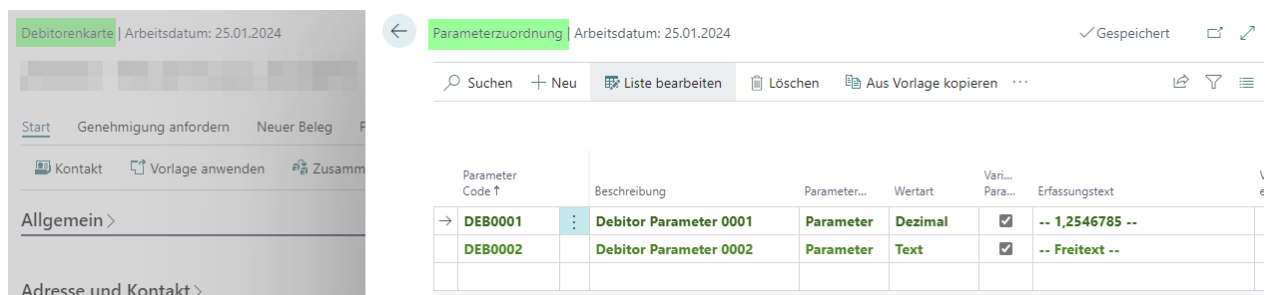 Debitorenkarte | Arbeitsdatum: 25.01.2024
Start Genehmigung anfordern Neuer Beleg
Kontakt Vorlage anwenden Zusamm
Allgemein >
Adresse und Kontakt >
Parameterzuordnung | Arbeitsdatum: 25.01.2024 ✓ Gespeichert
Suchen + Neu Liste bearbeiten Löschen Aus Vorlage kopieren ···
Parameter Code ↑ Beschreibung Parameter... Wertart Vari... Para... Erfassungstext
→ DEB0001 ⋮ Debitor Parameter 0001 Parameter Dezimal -- 1,2546785 --
DEB0002 Debitor Parameter 0002 Parameter Text -- Freitext --